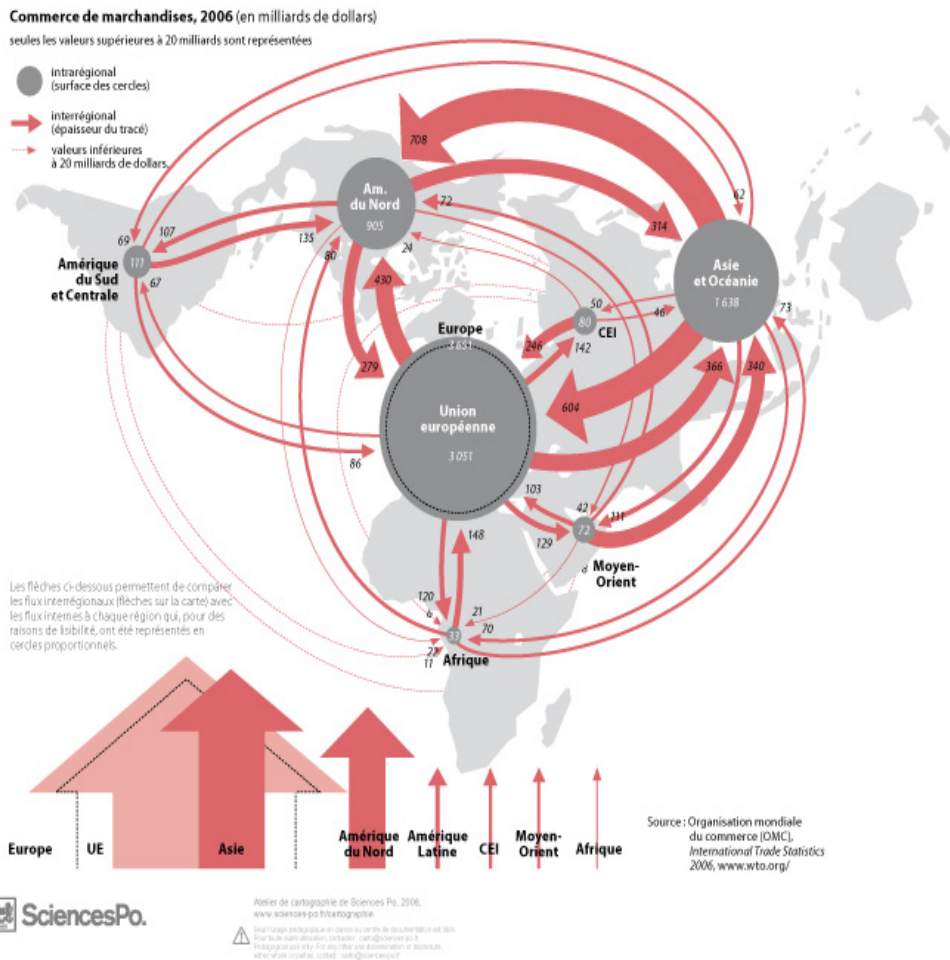 Commerce de marchandises, 2006 (en milliards de dollars)
seules les valeurs supérieures à 20 milliards sont représentées
intrarégional
(surface des cercles)
interrégional
(épaisseur du tracé)
valeurs inférieures
à 20 milliards de dollars
708
62
Am.
du Nord
905
72
314
69
107
135
80
24
Asie
et Océanie
1 638
Amérique
du Sud
et Centrale
111
67
430
50
46
73
80
CEI
Europe
3 651
246
142
279
366
340
604
Union
européenne
3 051
86
103
42
111
72
129
148
Moyen-
Orient
8
Les flèches ci-dessous permettent de comparer
les flux interrégionaux (flèches sur la carte) avec
les flux internes à chaque région qui, pour des
raisons de lisibilité, ont été représentés en
cercles proportionnels.
120
6
21
70
33
11
Afrique
Europe
UE
Asie
Amérique
du Nord
Amérique
Latine
CEI
Moyen-
Orient
Afrique
Source : Organisation mondiale
du commerce (OMC),
International Trade Statistics
2006, www.wto.org/
SciencesPo.
Atelier de cartographie de Sciences Po, 2006,
www.sciences-po.fr/cartographie